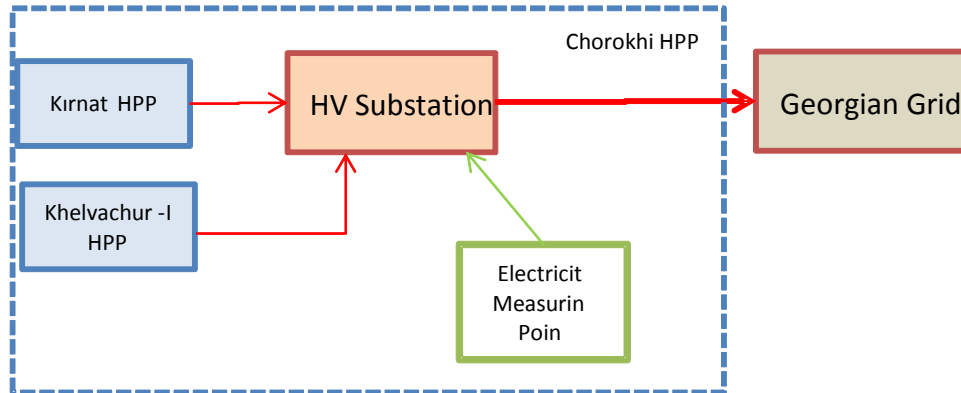 Chorokhi HPP
Kırnat HPP
HV Substation
Georgian Grid
Khelvachur -I
HPP
Electricit
Measurin
Poin